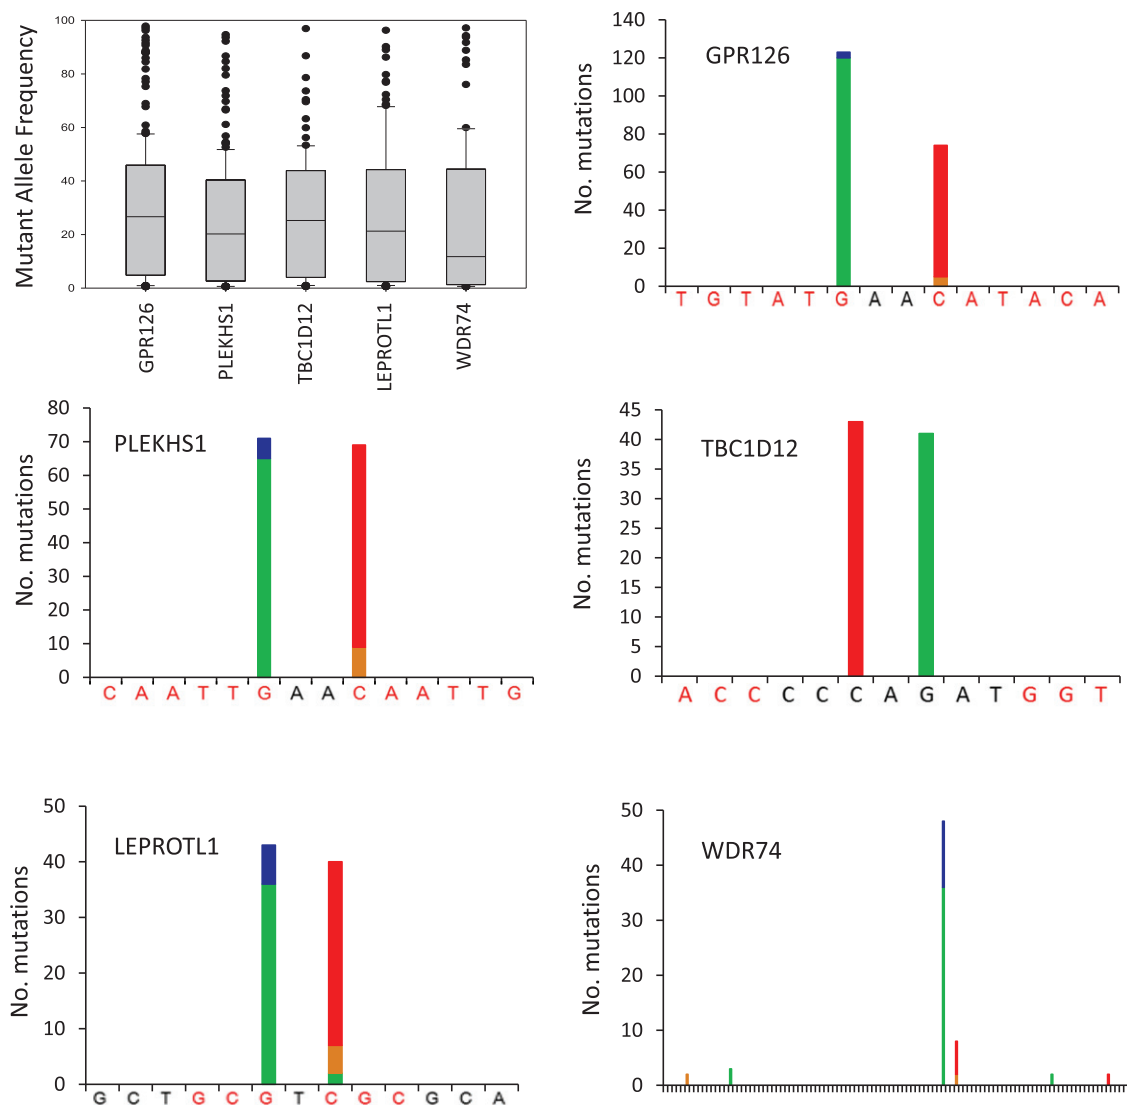 Mutant Allele Frequency
100
80
60
40
20
0
GPR126
PLEKHS1
TBC1D12
LEPROTL1
WDR74
GPR126
No. mutations
140
120
100
80
60
40
20
0
T G T A T G A A C A T A C A
PLEKHS1
No. mutations
80
70
60
50
40
30
20
10
0
C A A T T G A A C A A T T G
TBC1D12
No. mutations
45
40
35
30
25
20
15
10
5
0
A C C C C C A G A T G G T
LEPROTL1
No. mutations
50
40
30
20
10
0
G C T G C G T C G C G C A
WDR74
No. mutations
50
40
30
20
10
0